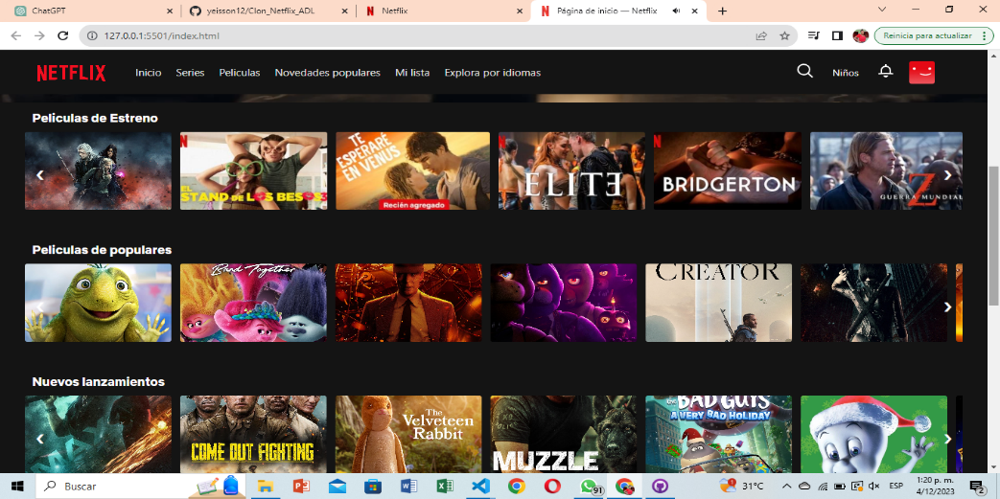 ChatGPT
yeisson12/Clon_Netflix_ADL
Netflix
Página de inicio — Netflix
127.0.0.1:5501/index.html
Reinicia para actualizar
NETFLIX
Inicio
Series
Peliculas
Novedades populares
Mi lista
Explora por idiomas
Niños
Peliculas de Estreno
EL STAND DE LOS BESOS
TE ESPERARÉ EN VENUS
Recién agregado
ELITE
BRIDGERTON
Z
GUERRA MUNDIAL
Peliculas de populares
Band Together
CREATOR
Nuevos lanzamientos
COME OUT FIGHTING
The
Velveteen
Rabbit
MUZZLE
BAD GUYS
A VERY BAD HOLIDAY
Buscar
91
31°C
ESP
1:20 p. m.
4/12/2023
2